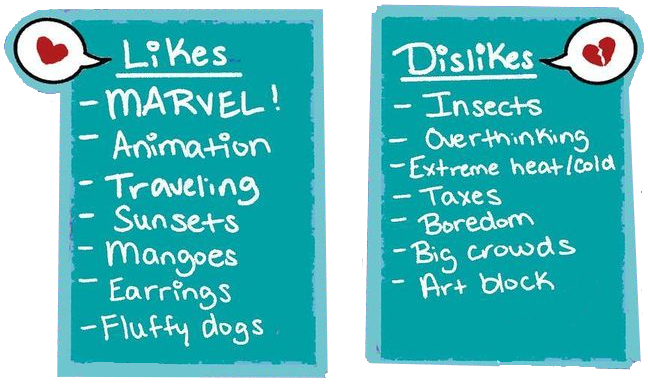 Likes
- MARVEL!
- Animation
- Traveling
- Sunsets
- Mangoes
- Earrings
- Fluffy dogs
Dislikes
- Insects
- Overthinking
- Extreme heat/cold
- Taxes
- Boredom
- Big crowds
- Art block